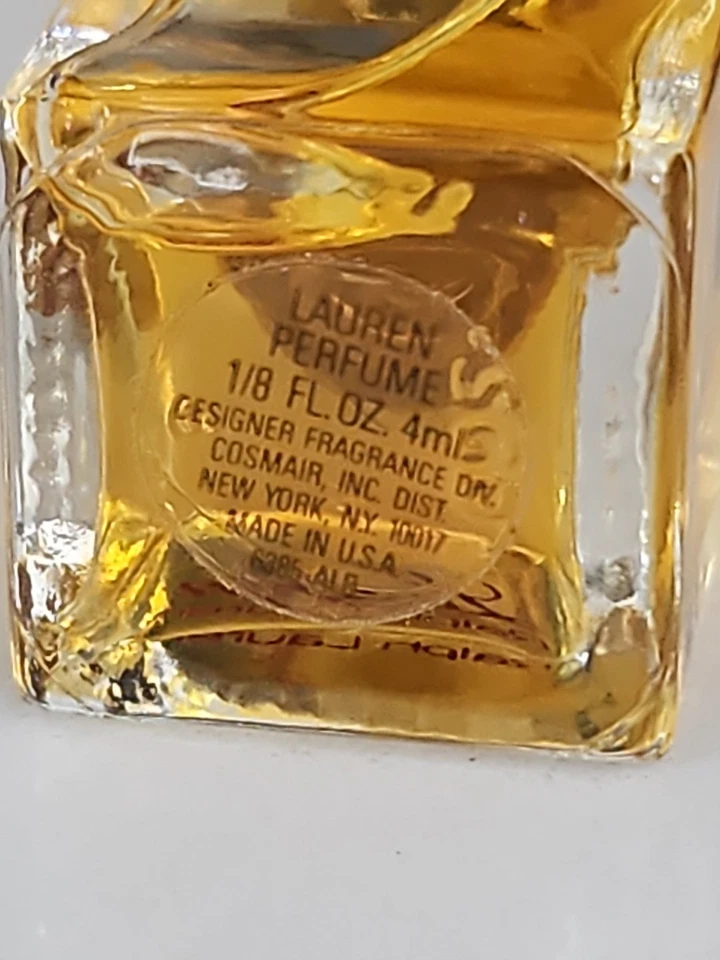 LAUREN
PERFUME
1/8 FL. OZ. 4ml
DESIGNER FRAGRANCE DIV.
COSMAIR, INC. DIST.
NEW YORK, N.Y. 10017
MADE IN U.S.A.